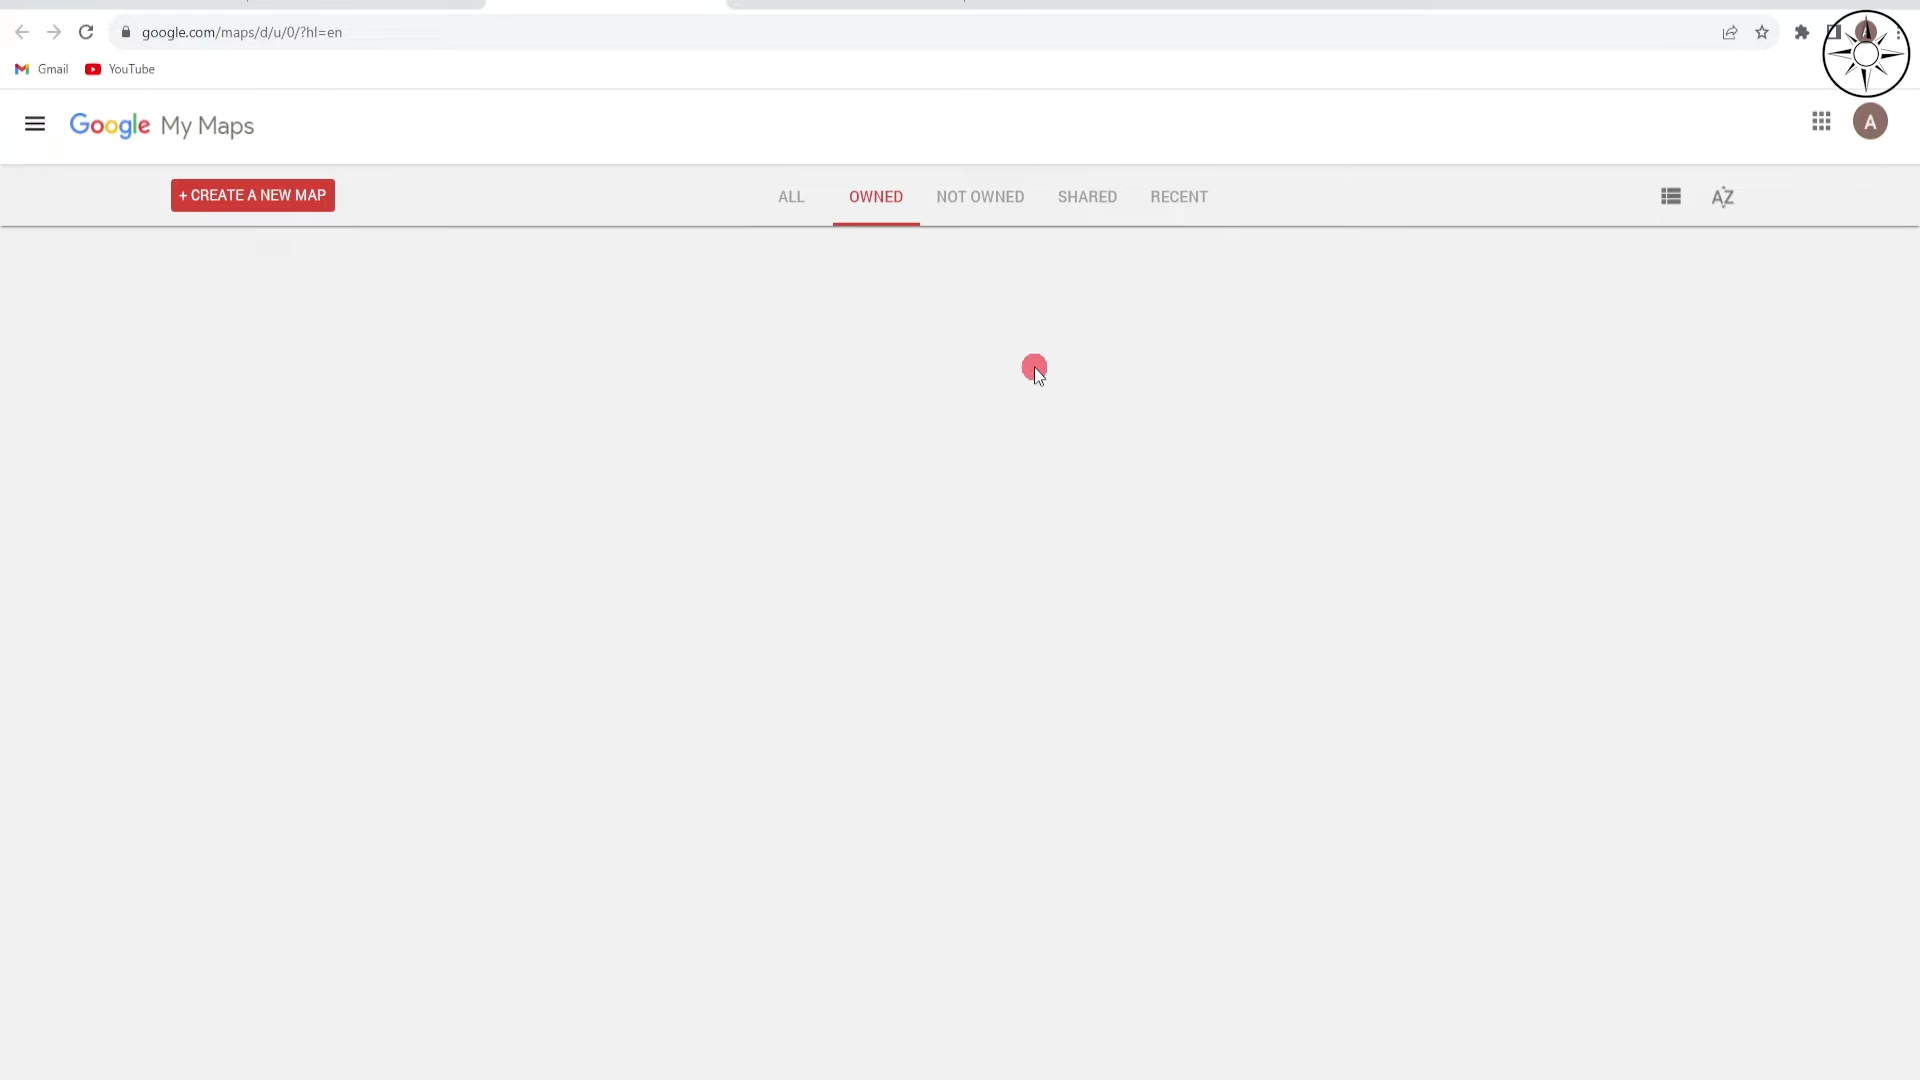 google.com/maps/d/u/0/?hl=en
Gmail YouTube
Google My Maps
A
+ CREATE A NEW MAP ALL OWNED NOT OWNED SHARED RECENT AZ